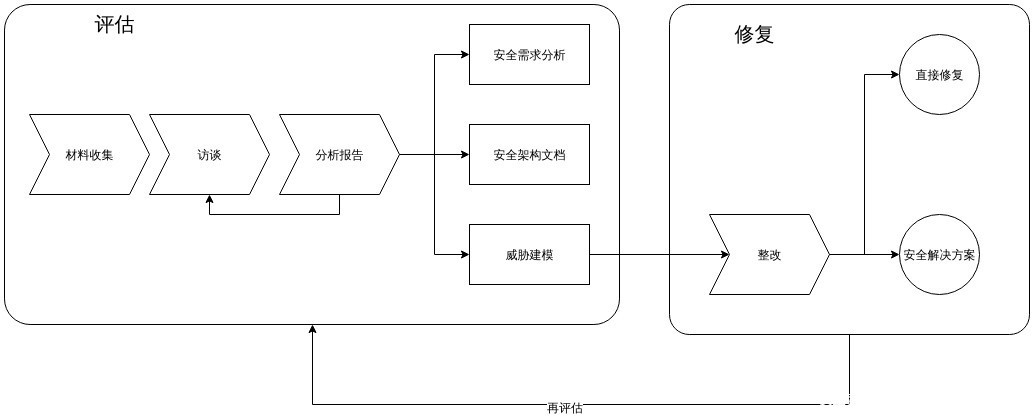 评估
修复
材料收集
访谈
分析报告
安全需求分析
安全架构文档
威胁建模
整改
直接修复
安全解决方案
再评估